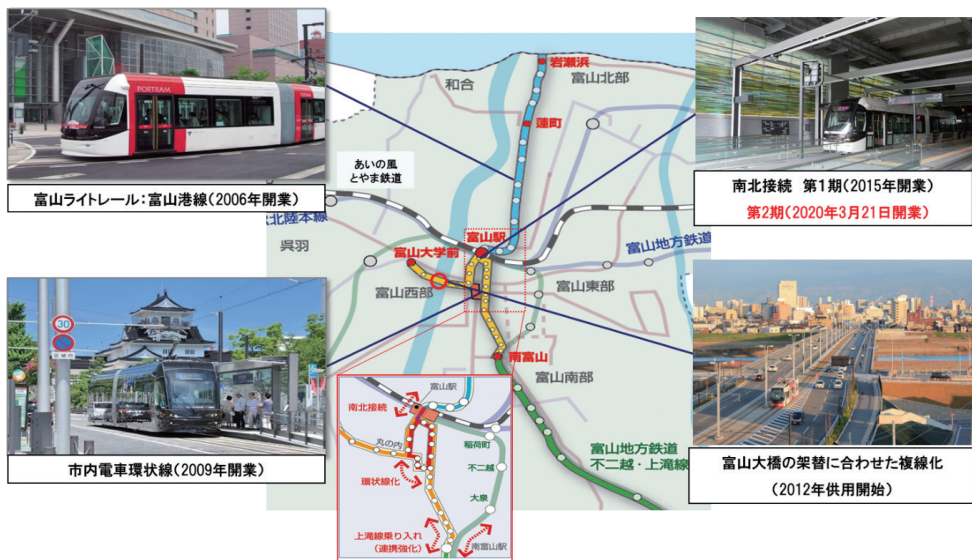 PORTRAM
富山ライトレール：富山港線（2006年開業）
南北接続 第1期（2015年開業）
第2期（2020年3月21日開業）
30
区域内
市内電車環状線（2009年開業）
富山大橋の架替に合わせた複線化
（2012年供用開始）
岩瀬浜
和合
富山北部
蓮町
あいの風
とやま鉄道
北陸本線
呉羽
富山駅
富山大学前
富山地方鉄道
富山西部
富山東部
南富山
富山南部
富山地方鉄道
不二越・上滝線
富山駅
南北接続
丸の内
稲荷町
環状線化
不二越
大泉
上滝線乗り入れ
（連携強化）
南富山駅